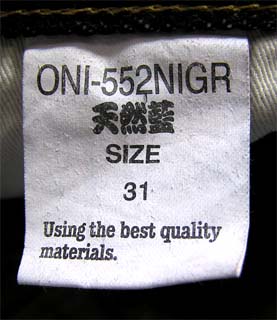 ONI-552NIGR
天然藍
SIZE
31
Using the best quality
materials.